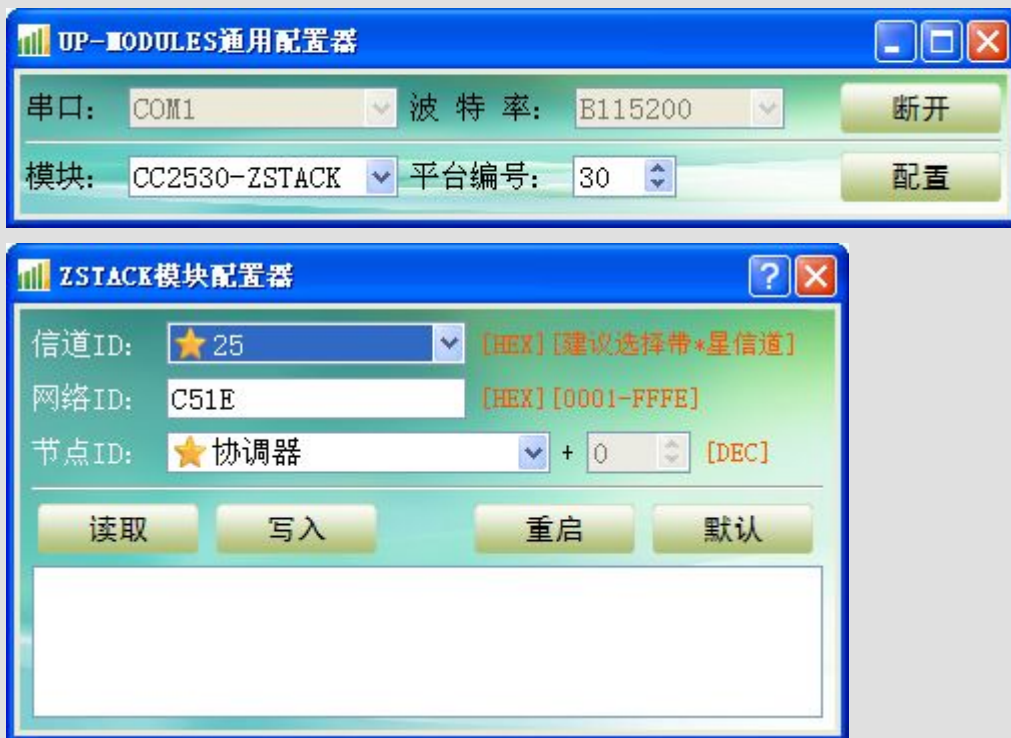 UP-MODULES通用配置器
串口： COM1 波 特 率： B115200 断开
模块： CC2530-ZSTACK 平台编号： 30 配置
ZSTACK模块配置器
信道ID: 25 [HEX][建议选择带*星信道]
网络ID: C51E [HEX][0001-FFFE]
节点ID: 协调器 + 0 [DEC]
读取 写入 重启 默认